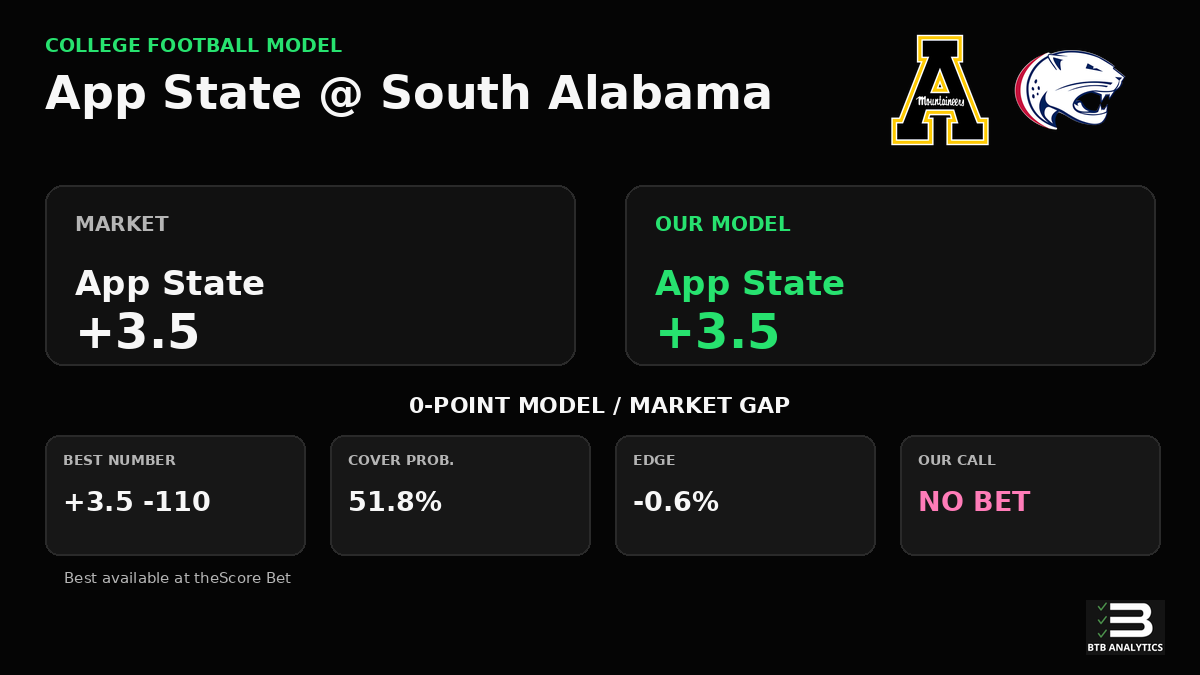 COLLEGE FOOTBALL MODEL
App State @ South Alabama
A
Mountaineers
MARKET
App State
+3.5
OUR MODEL
App State
+3.5
0-POINT MODEL / MARKET GAP
BEST NUMBER
+3.5 -110
COVER PROB.
51.8%
EDGE
-0.6%
OUR CALL
NO BET
Best available at theScore Bet
B
BTB ANALYTICS